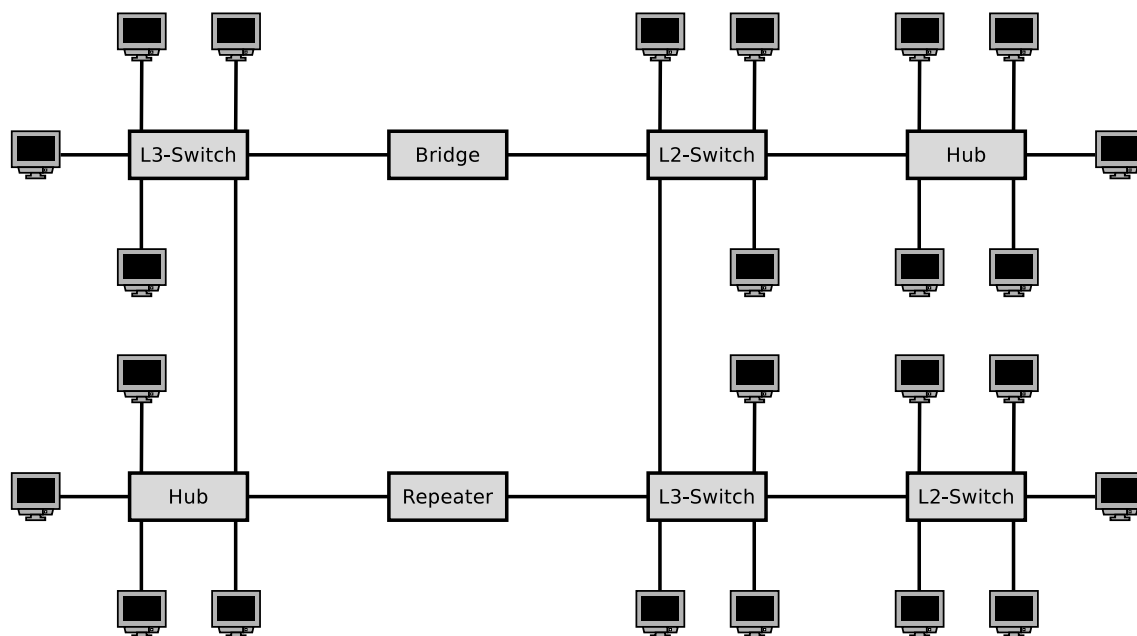 L3-Switch
Bridge
L2-Switch
Hub
Hub
Repeater
L3-Switch
L2-Switch